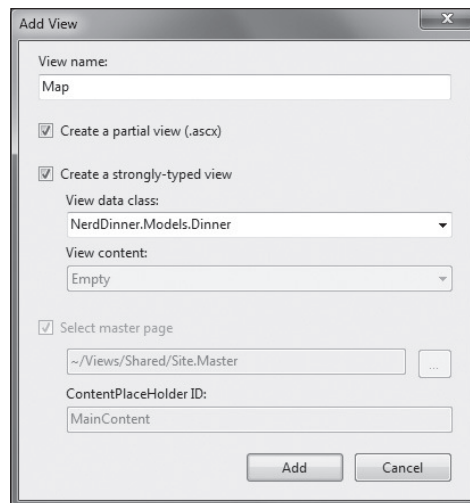 Add View
View name:
Map
Create a partial view (.ascx)
Create a strongly-typed view
View data class:
NerdDinner.Models.Dinner
View content:
Empty
Select master page
~/Views/Shared/Site.Master
...
ContentPlaceHolder ID:
MainContent
Add
Cancel